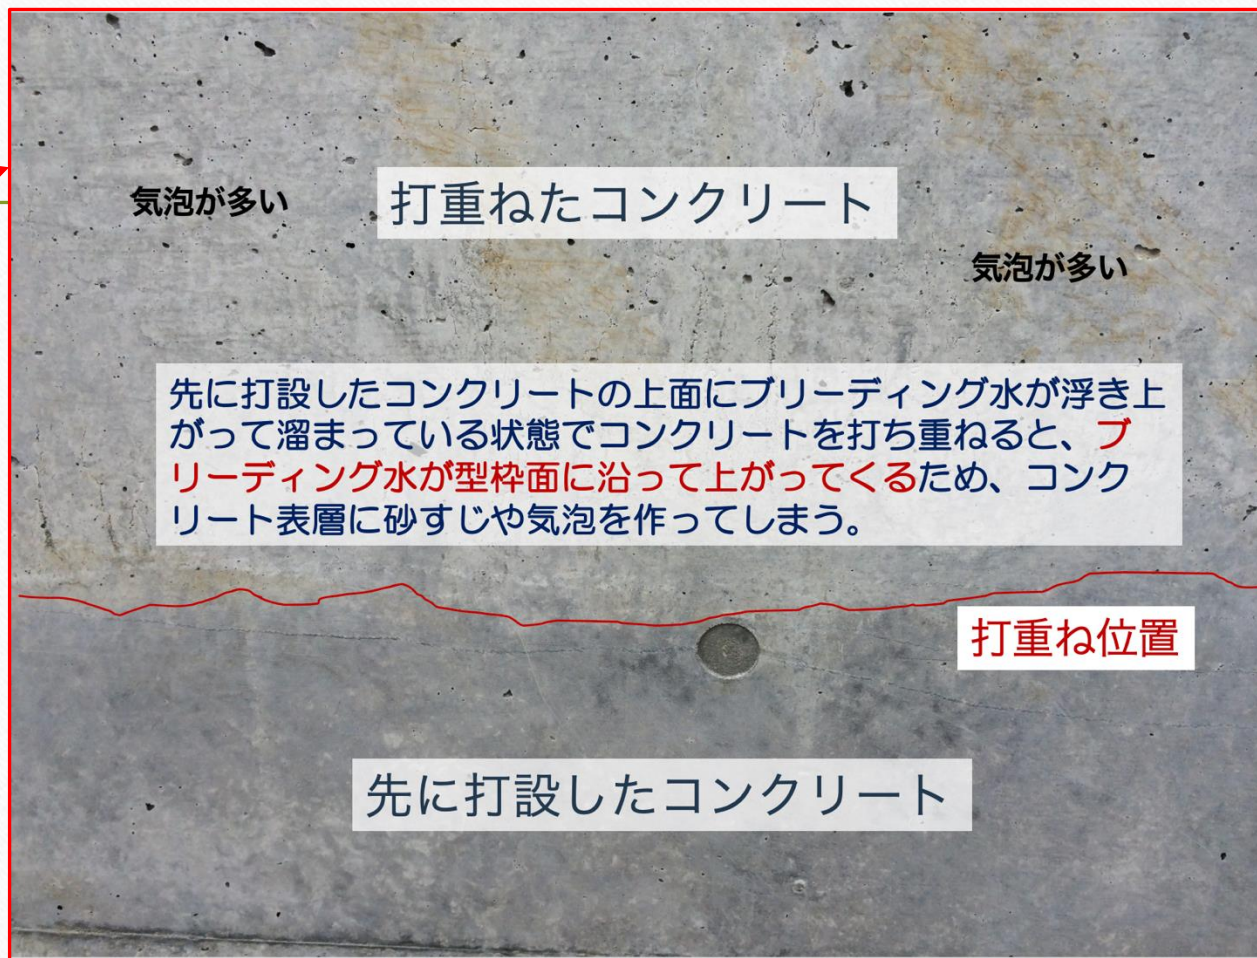 打重ねたコンクリート
気泡が多い
気泡が多い
先に打設したコンクリートの上面にブリーディング水が浮き上
がって溜まっている状態でコンクリートを打ち重ねると、ブ
リーディング水が型枠面に沿って上がってくるため、コンク
リート表層に砂すじや気泡を作ってしまう。
打重ね位置
先に打設したコンクリート